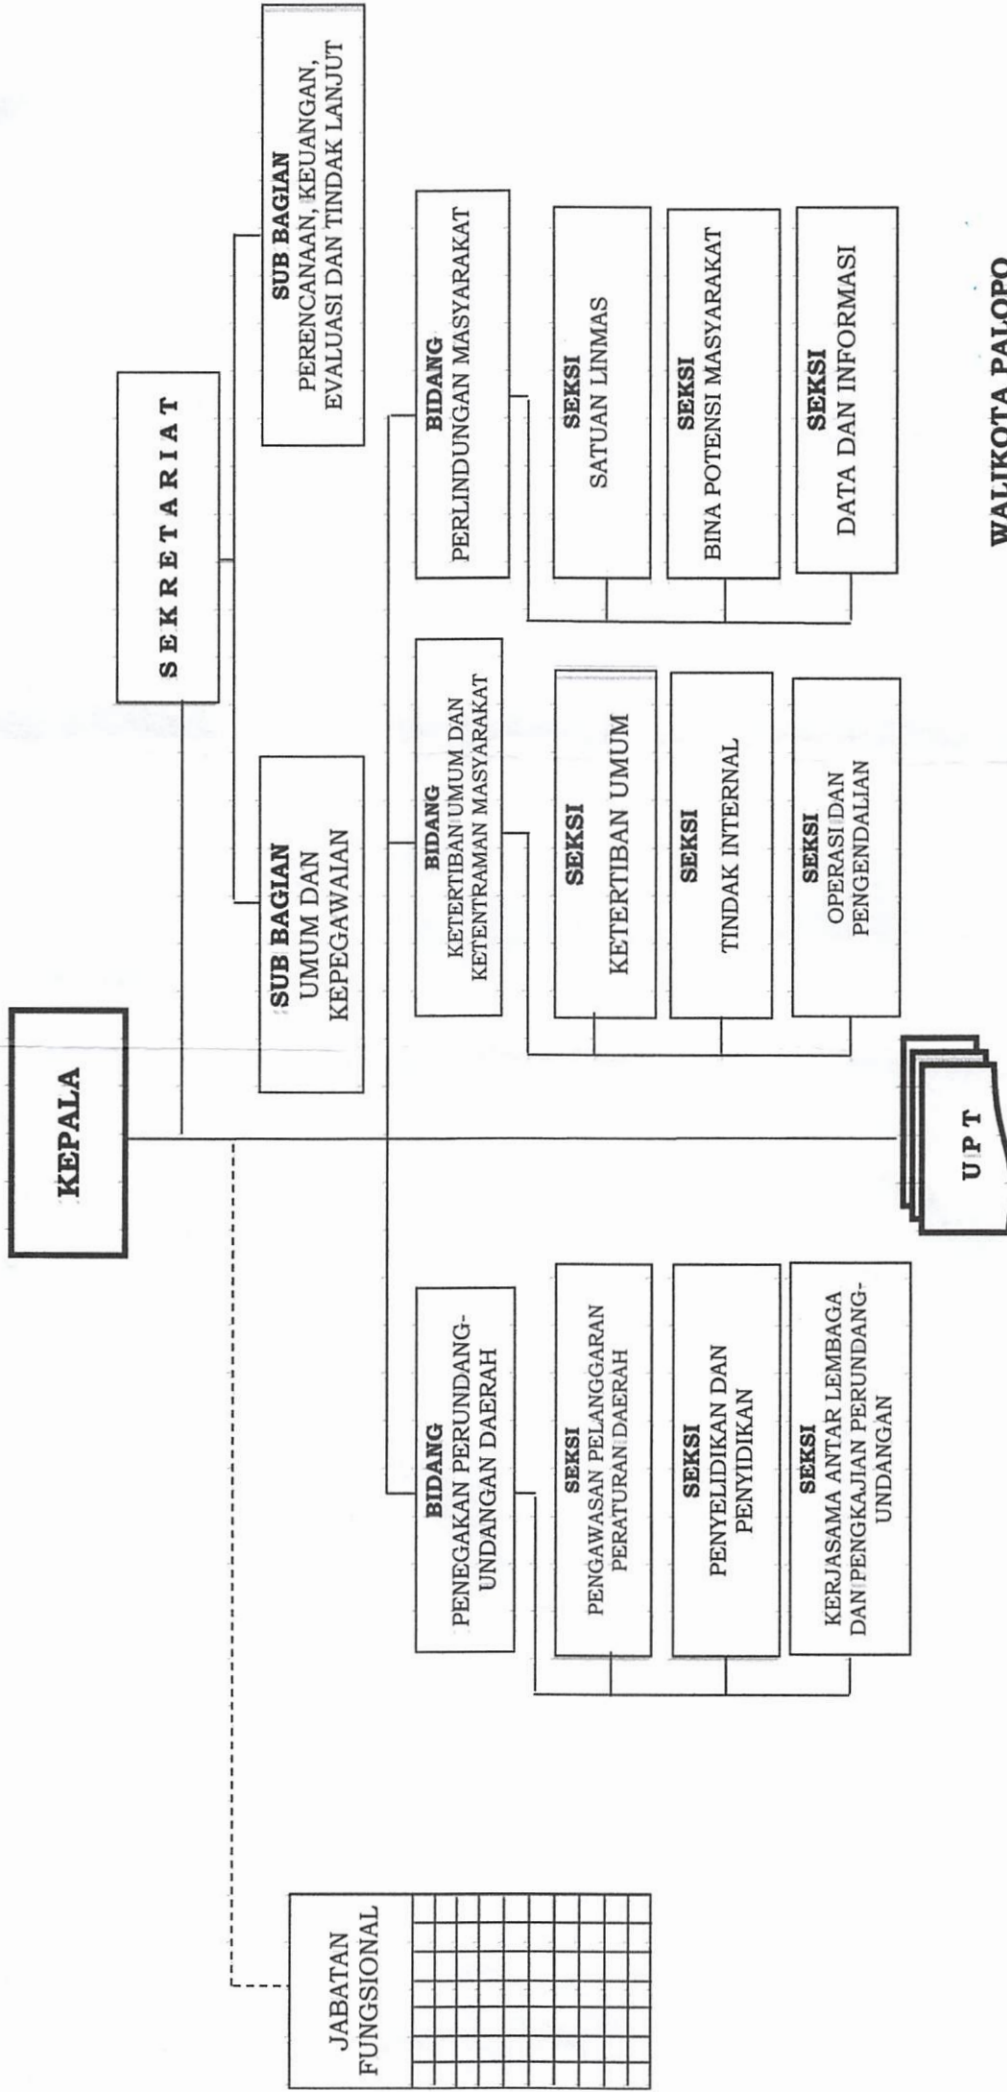 KEPALA
SEKRETARIAT
SUB BAGIAN
UMUM DAN
KEPEGAWAIAN
SUB BAGIAN
PERENCANAAN, KEUANGAN,
EVALUASI DAN TINDAK LANJUT
JABATAN
FUNGSIONAL
BIDANG
PENEGAKAN PERUNDANG-
UNDANGAN DAERAH
SEKSI
PENGAWASAN PELANGGARAN
PERATURAN DAERAH
SEKSI
PENYELIDIKAN DAN
PENYIDIKAN
SEKSI
KERJASAMA ANTAR LEMBAGA
DAN PENGKAJIAN PERUNDANG-
UNDANGAN
BIDANG
KETERTIBAN UMUM DAN
KETENTRAMAN MASYARAKAT
SEKSI
KETERTIBAN UMUM
SEKSI
TINDAK INTERNAL
SEKSI
OPERASI DAN
PENGENDALIAN
BIDANG
PERLINDUNGAN MASYARAKAT
SEKSI
SATUAN LINMAS
SEKSI
BINA POTENSI MASYARAKAT
SEKSI
DATA DAN INFORMASI
UPT
WALIKOTA PALOPO